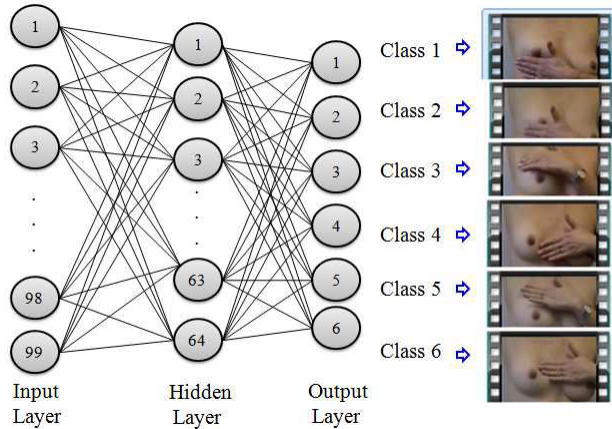 1
2
3
98
99
Input
Layer
1
2
3
63
64
Hidden
Layer
1
2
3
4
5
6
Output
Layer
Class 1
Class 2
Class 3
Class 4
Class 5
Class 6